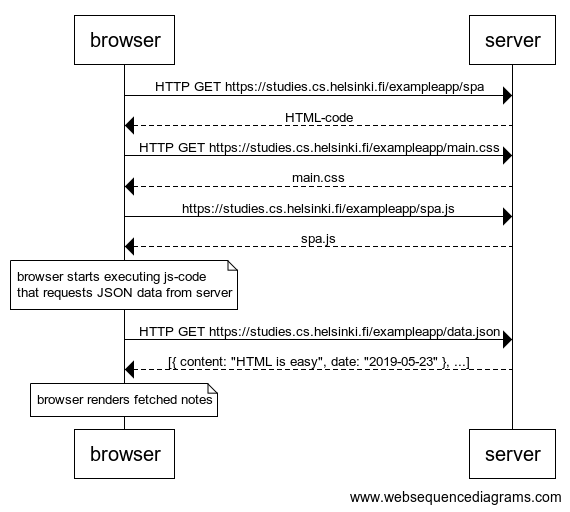 browser
server
HTTP GET https://studies.cs.helsinki.fi/exampleapp/spa
HTML-code
HTTP GET https://studies.cs.helsinki.fi/exampleapp/main.css
main.css
https://studies.cs.helsinki.fi/exampleapp/spa.js
spa.js
browser starts executing js-code
that requests JSON data from server
HTTP GET https://studies.cs.helsinki.fi/exampleapp/data.json
[{ content: "HTML is easy", date: "2019-05-23" }, ...]
browser renders fetched notes
browser
server
www.websequencediagrams.com